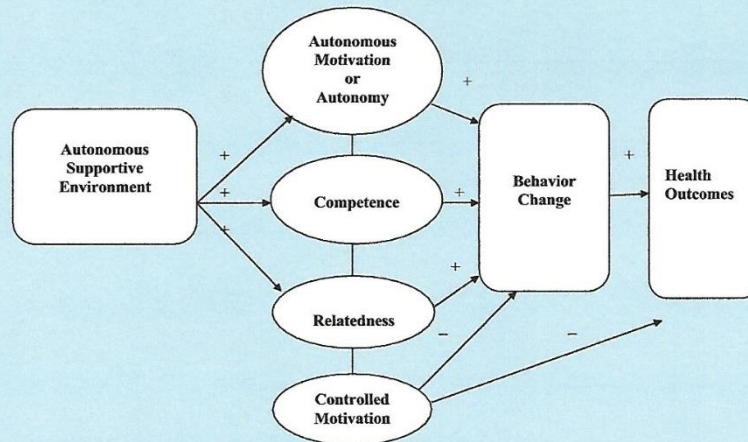 Autonomous
Motivation
or
Autonomy
+
Autonomous
Supportive
Environment
+
+
+
Competence
+
Behavior
Change
+
Health
Outcomes
Relatedness
+
−
−
Controlled
Motivation